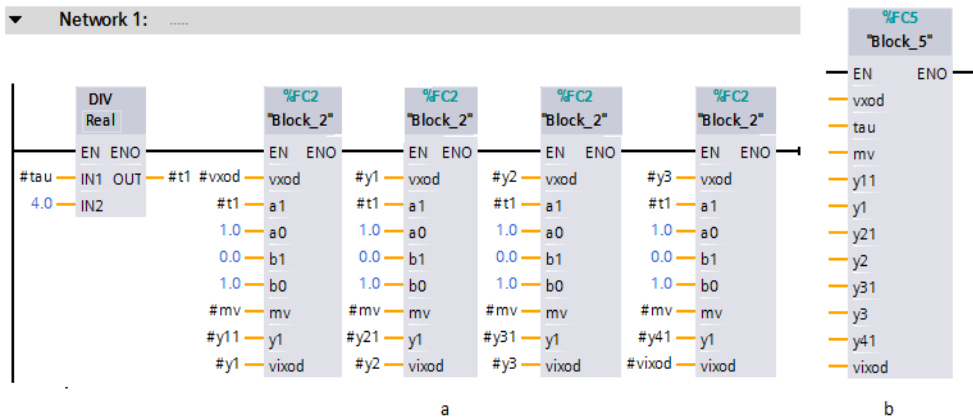 Network 1: .....
DIV
Real
EN ENO
#tau IN1 OUT #t1
4.0 IN2
%FC2
"Block_2"
EN ENO
#vxod vxod
#t1 a1
1.0 a0
0.0 b1
1.0 b0
#mv mv
#y11 y1
#y1 vixod
%FC2
"Block_2"
EN ENO
#y1 vxod
#t1 a1
1.0 a0
0.0 b1
1.0 b0
#mv mv
#y21 y1
#y2 vixod
%FC2
"Block_2"
EN ENO
#y2 vxod
#t1 a1
1.0 a0
0.0 b1
1.0 b0
#mv mv
#y31 y1
#y3 vixod
%FC2
"Block_2"
EN ENO
#y3 vxod
#t1 a1
1.0 a0
0.0 b1
1.0 b0
#mv mv
#y41 y1
#vixod vixod
a
%FC5
"Block_5"
EN ENO
vxod
tau
mv
y11
y1
y21
y2
y31
y3
y41
vixod
b